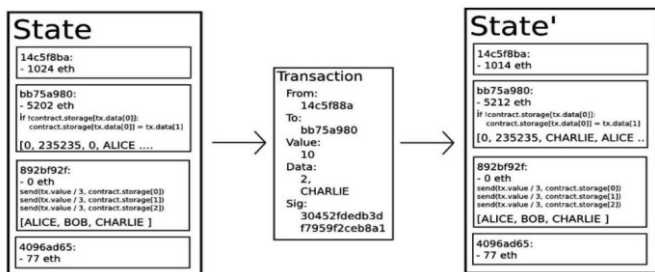 State
14c5f8ba:
- 1024 eth
bb75a980:
- 5202 eth
if !contract.storage[tx.data[0]]:
contract.storage[tx.data[0]] = tx.data[1]
[0, 235235, 0, ALICE ....
892bf92f:
- 0 eth
send(tx.value / 3, contract.storage[0])
send(tx.value / 3, contract.storage[1])
send(tx.value / 3, contract.storage[2])
[ALICE, BOB, CHARLIE ]
4096ad65:
- 77 eth
Transaction
From:
14c5f88a
To:
bb75a980
Value:
10
Data:
2,
CHARLIE
Sig:
30452fdedb3d
f7959f2ceb8a1
State'
14c5f8ba:
- 1014 eth
bb75a980:
- 5212 eth
if !contract.storage[tx.data[0]]:
contract.storage[tx.data[0]] = tx.data[1]
[0, 235235, CHARLIE, ALICE ..
892bf92f:
- 0 eth
send(tx.value / 3, contract.storage[0])
send(tx.value / 3, contract.storage[1])
send(tx.value / 3, contract.storage[2])
[ALICE, BOB, CHARLIE ]
4096ad65:
- 77 eth